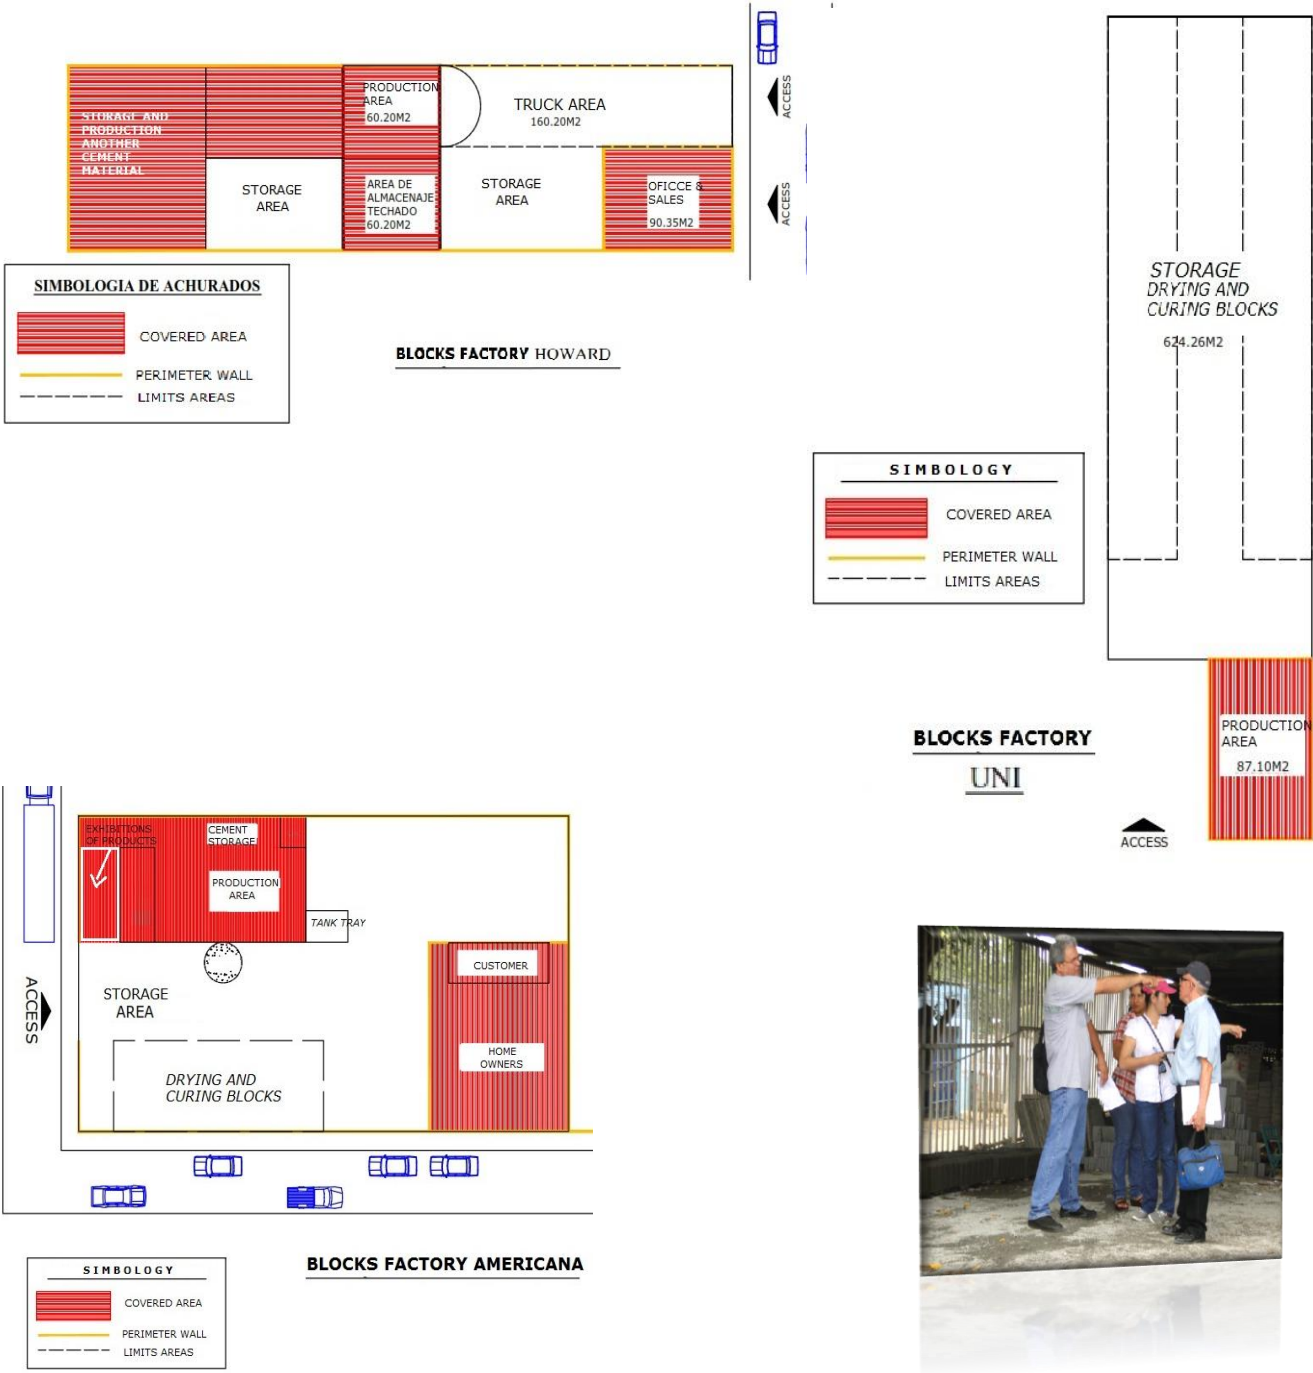 STORAGE AND
PRODUCTION
ANOTHER
CEMENT
MATERIAL
STORAGE
AREA
PRODUCTION
AREA
60.20M2
AREA DE
ALMACENAJE
TECHADO
60.20M2
TRUCK AREA
160.20M2
STORAGE
AREA
OFICCE &
SALES
90.35M2
ACCESS
ACCESS
SIMBOLOGIA DE ACHURADOS
COVERED AREA
PERIMETER WALL
LIMITS AREAS
BLOCKS FACTORY HOWARD
STORAGE
DRYING AND
CURING BLOCKS
624.26M2
SIMBOLOGY
COVERED AREA
PERIMETER WALL
LIMITS AREAS
BLOCKS FACTORY
UNI
PRODUCTION
AREA
87.10M2
ACCESS
EXHIBITIONS
OF PRODUCTS
CEMENT
STORAGE
PRODUCTION
AREA
TANK TRAY
ACCESS
STORAGE
AREA
DRYING AND
CURING BLOCKS
CUSTOMER
HOME
OWNERS
BLOCKS FACTORY AMERICANA
SIMBOLOGY
COVERED AREA
PERIMETER WALL
LIMITS AREAS